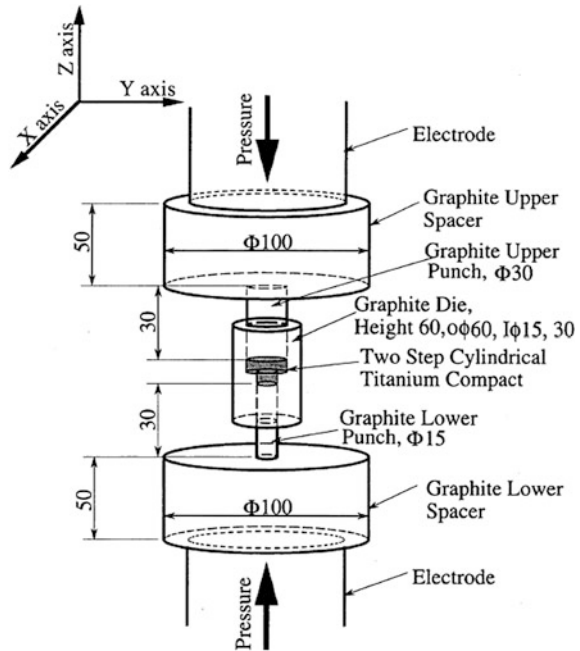 Z axis
Y axis
X axis
Pressure
Electrode
Graphite Upper
Spacer
50
Φ100
Graphite Upper
Punch, Φ30
30
Graphite Die,
Height 60,oϕ60, Iϕ15, 30
Two Step Cylindrical
Titanium Compact
30
Graphite Lower
Punch, Φ15
50
Φ100
Graphite Lower
Spacer
Electrode
Pressure